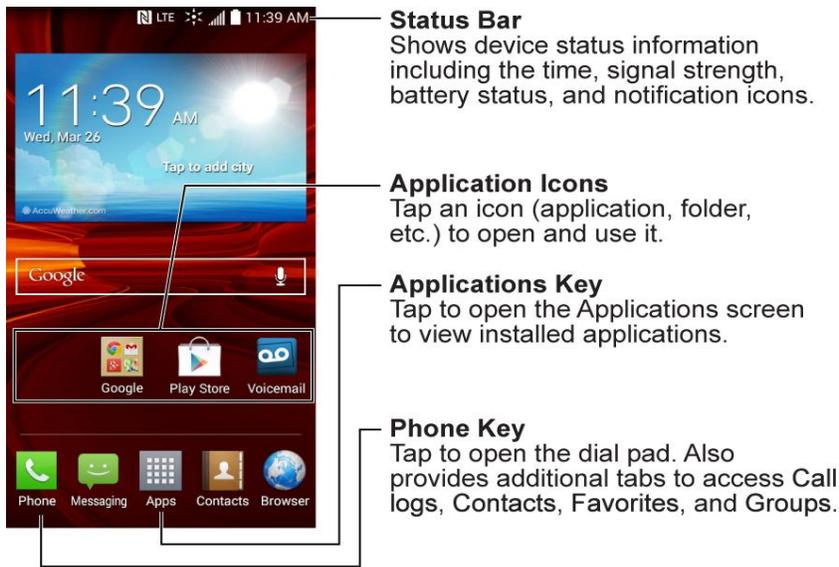 LTE 11:39 AM
11:39 AM
Wed, Mar 26
Tap to add city
AccuWeather.com
Google
Google Play Store Voicemail
Phone Messaging Apps Contacts Browser
Status Bar
Shows device status information
including the time, signal strength,
battery status, and notification icons.
Application Icons
Tap an icon (application, folder,
etc.) to open and use it.
Applications Key
Tap to open the Applications screen
to view installed applications.
Phone Key
Tap to open the dial pad. Also
provides additional tabs to access Call
logs, Contacts, Favorites, and Groups.